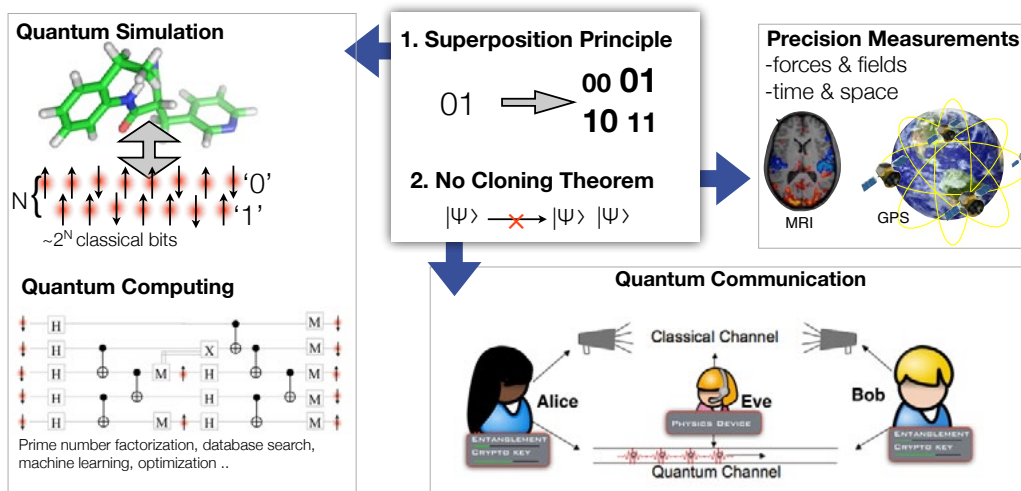 Quantum Simulation
N{
'0'
'1'
~2ᴺ classical bits
Quantum Computing
H M
H X M
M H M
H M
H M H M
Prime number factorization, database search,
machine learning, optimization ..
1. Superposition Principle
01 00 01
10 11
2. No Cloning Theorem
|Ψ⟩ |Ψ⟩ |Ψ⟩
Precision Measurements
-forces & fields
-time & space
MRI
GPS
Quantum Communication
Classical Channel
Alice
Eve
Bob
Entanglement
Crypto key
Physics Device
Entanglement
Crypto key
Quantum Channel